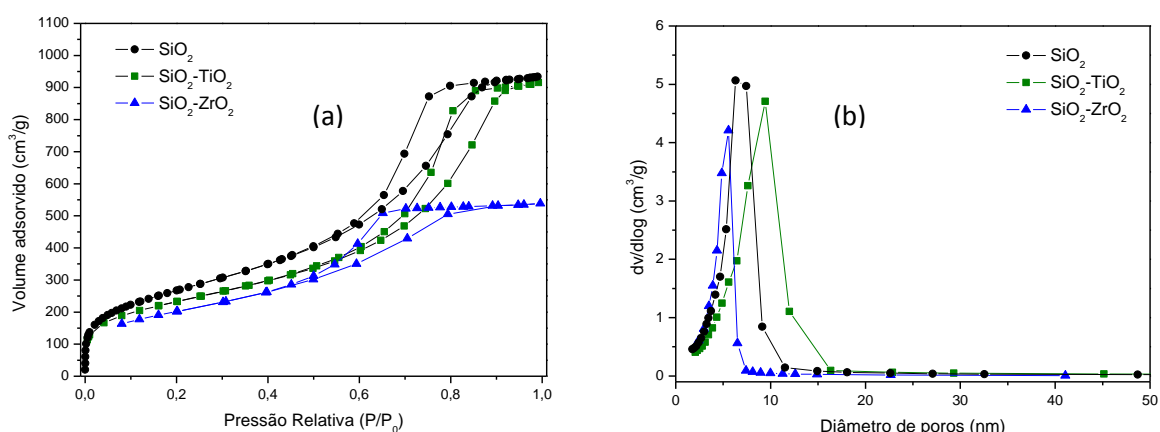 1100
1000
900
800
700
600
500
400
300
200
100
0
Volume adsorvido (cm³/g)
SiO₂
SiO₂-TiO₂
SiO₂-ZrO₂
(a)
0,0 0,2 0,4 0,6 0,8 1,0
Pressão Relativa (P/P₀)
6
5
4
3
2
1
0
dv/dlog (cm³/g)
SiO₂
SiO₂-TiO₂
SiO₂-ZrO₂
(b)
0 10 20 30 40 50
Diâmetro de poros (nm)